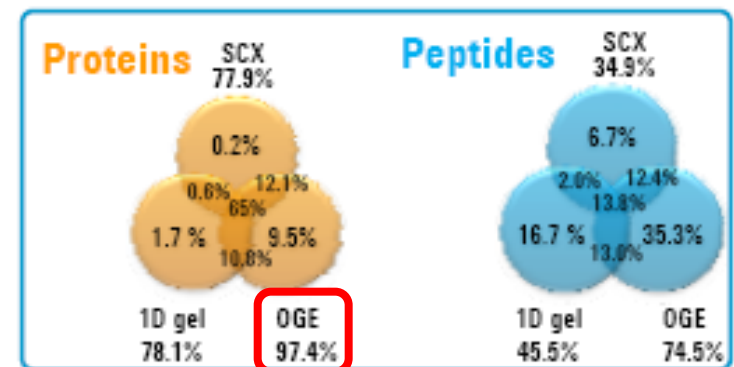 Proteins
SCX
77.9%
0.2%
0.6%
12.1%
65%
1.7 %
9.5%
10.8%
1D gel
78.1%
OGE
97.4%
Peptides
SCX
34.9%
6.7%
2.0%
12.4%
13.8%
16.7 %
35.3%
13.0%
1D gel
45.5%
OGE
74.5%